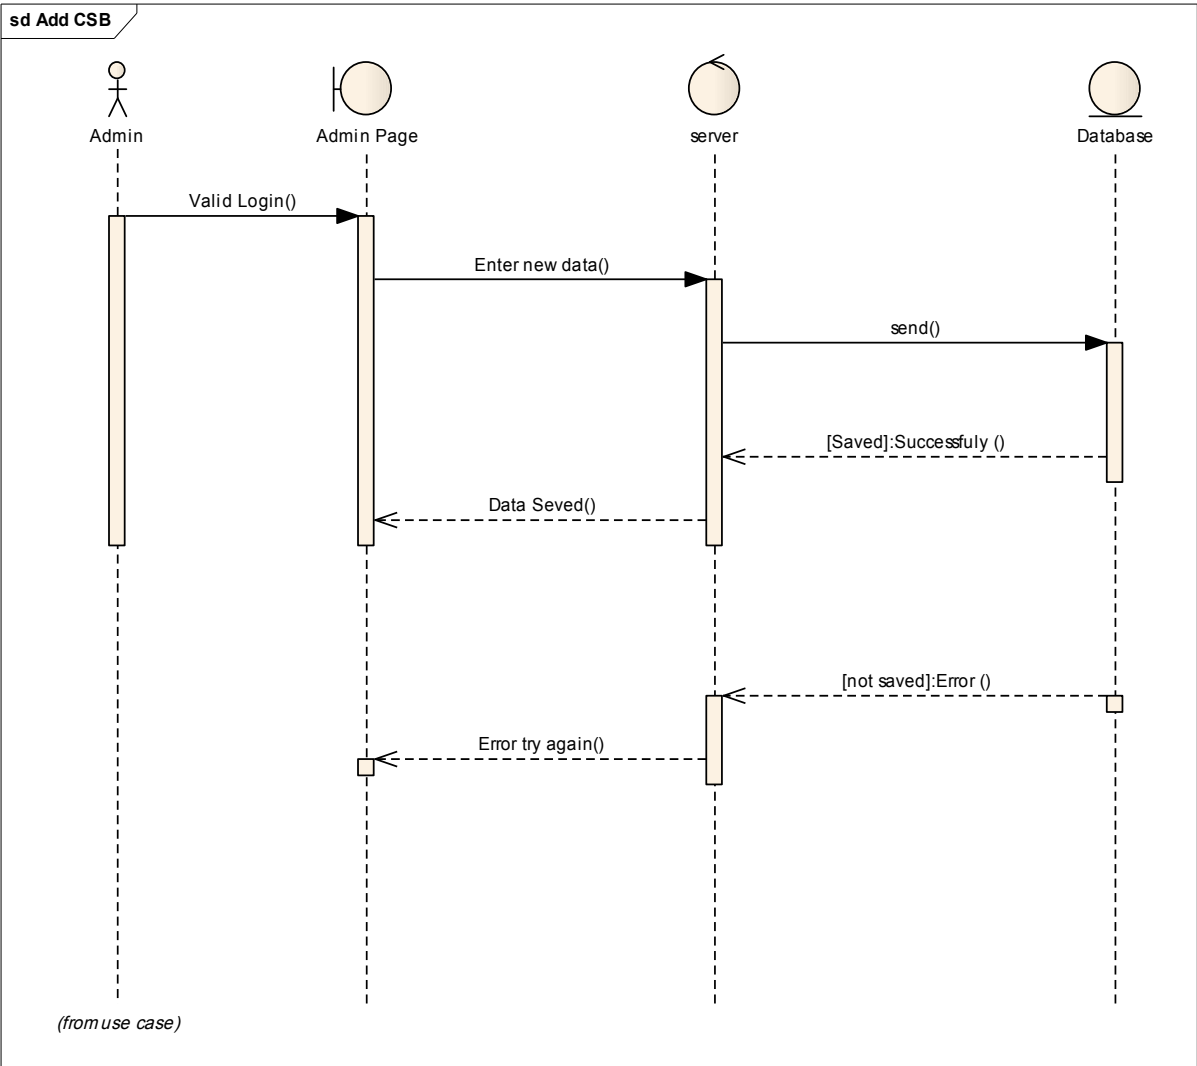 sd Add CSB
Admin
Admin Page
server
Database
Valid Login()
Enter new data()
send()
[Saved]:Successfuly ()
Data Seved()
[not saved]:Error ()
Error try again()
(from use case)